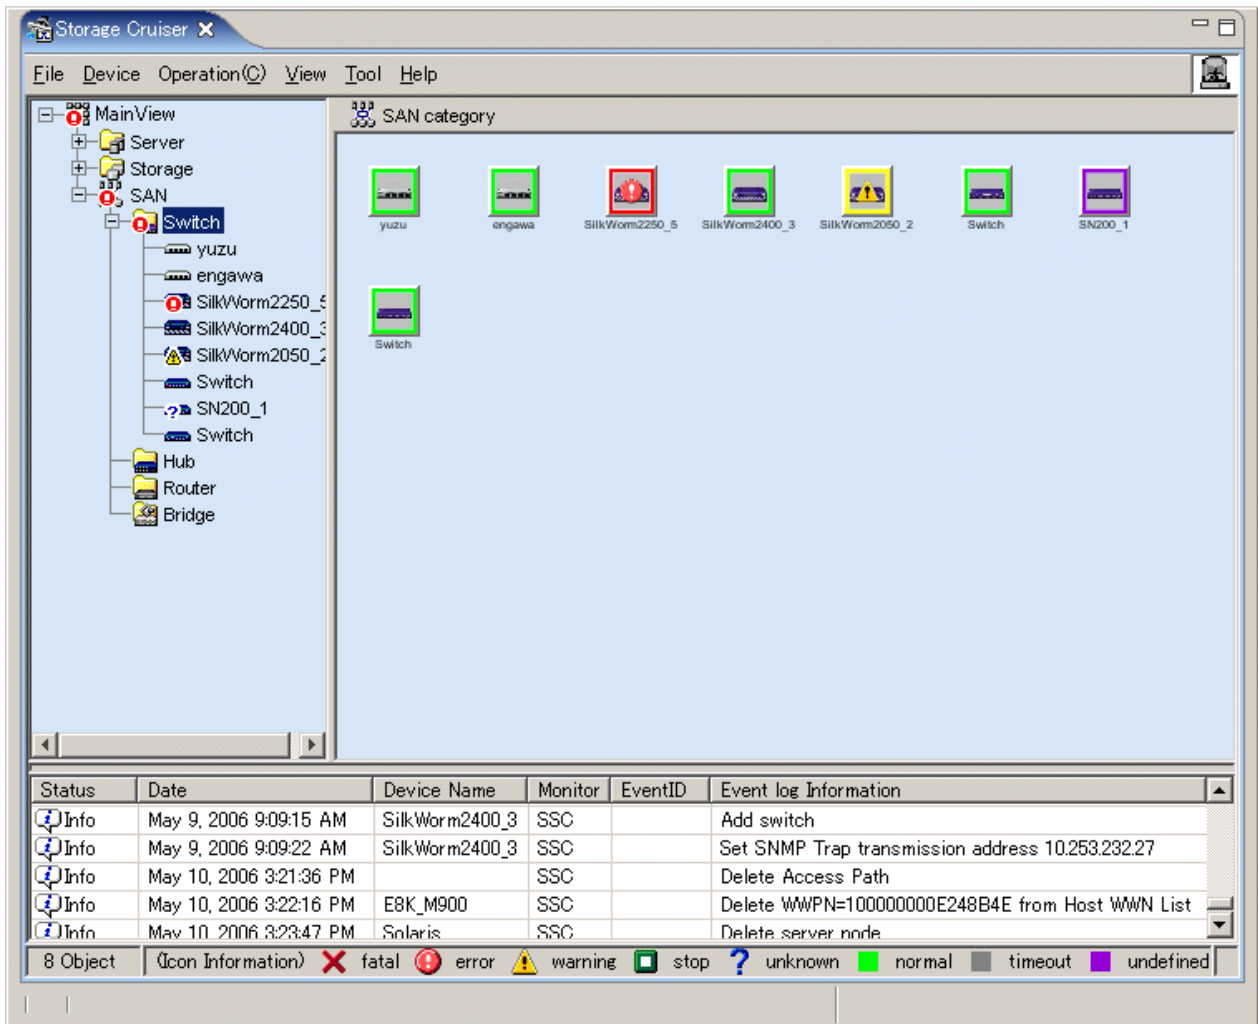 Storage Cruiser
File Device Operation(C) View Tool Help
MainView
Server
Storage
SAN
Switch
yuzu
engawa
SilkWorm2250_5
SilkWorm2400_3
SilkWorm2050_2
Switch
SN200_1
Switch
Hub
Router
Bridge
SAN category
yuzu engawa SilkWorm2250_5 SilkWorm2400_3 SilkWorm2050_2 Switch SN200_1
Switch
Status Date Device Name Monitor EventID Event log Information
Info May 9, 2006 9:09:15 AM SilkWorm2400_3 SSC Add switch
Info May 9, 2006 9:09:22 AM SilkWorm2400_3 SSC Set SNMP Trap transmission address 10.253.232.27
Info May 10, 2006 3:21:36 PM SSC Delete Access Path
Info May 10, 2006 3:22:16 PM E8K_M900 SSC Delete WWPN=100000000E248B4E from Host WWN List
Info May 10, 2006 3:23:47 PM Solaris SSC Delete server node
8 Object (Icon Information) fatal error warning stop unknown normal timeout undefined